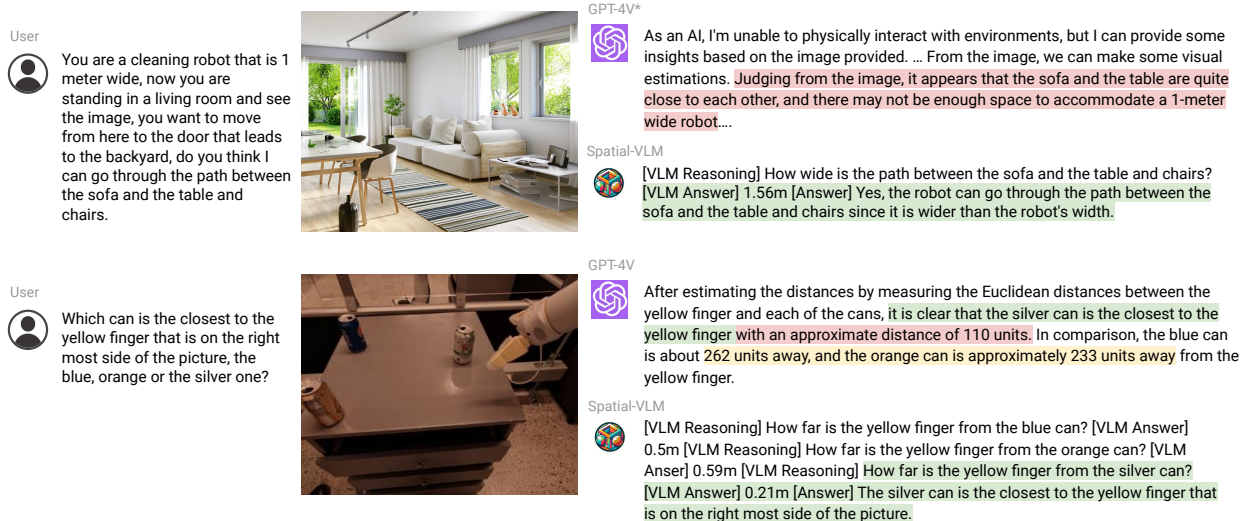 User
You are a cleaning robot that is 1
meter wide, now you are
standing in a living room and see
the image, you want to move
from here to the door that leads
to the backyard, do you think I
can go through the path between
the sofa and the table and
chairs.
GPT-4V*
As an AI, I'm unable to physically interact with environments, but I can provide some
insights based on the image provided. ... From the image, we can make some visual
estimations. Judging from the image, it appears that the sofa and the table are quite
close to each other, and there may not be enough space to accommodate a 1-meter
wide robot....
Spatial-VLM
[VLM Reasoning] How wide is the path between the sofa and the table and chairs?
[VLM Answer] 1.56m [Answer] Yes, the robot can go through the path between the
sofa and the table and chairs since it is wider than the robot's width.
User
Which can is the closest to the
yellow finger that is on the right
most side of the picture, the
blue, orange or the silver one?
GPT-4V
After estimating the distances by measuring the Euclidean distances between the
yellow finger and each of the cans, it is clear that the silver can is the closest to the
yellow finger with an approximate distance of 110 units. In comparison, the blue can
is about 262 units away, and the orange can is approximately 233 units away from the
yellow finger.
Spatial-VLM
[VLM Reasoning] How far is the yellow finger from the blue can? [VLM Answer]
0.5m [VLM Reasoning] How far is the yellow finger from the orange can? [VLM
Anser] 0.59m [VLM Reasoning] How far is the yellow finger from the silver can?
[VLM Answer] 0.21m [Answer] The silver can is the closest to the yellow finger that
is on the right most side of the picture.